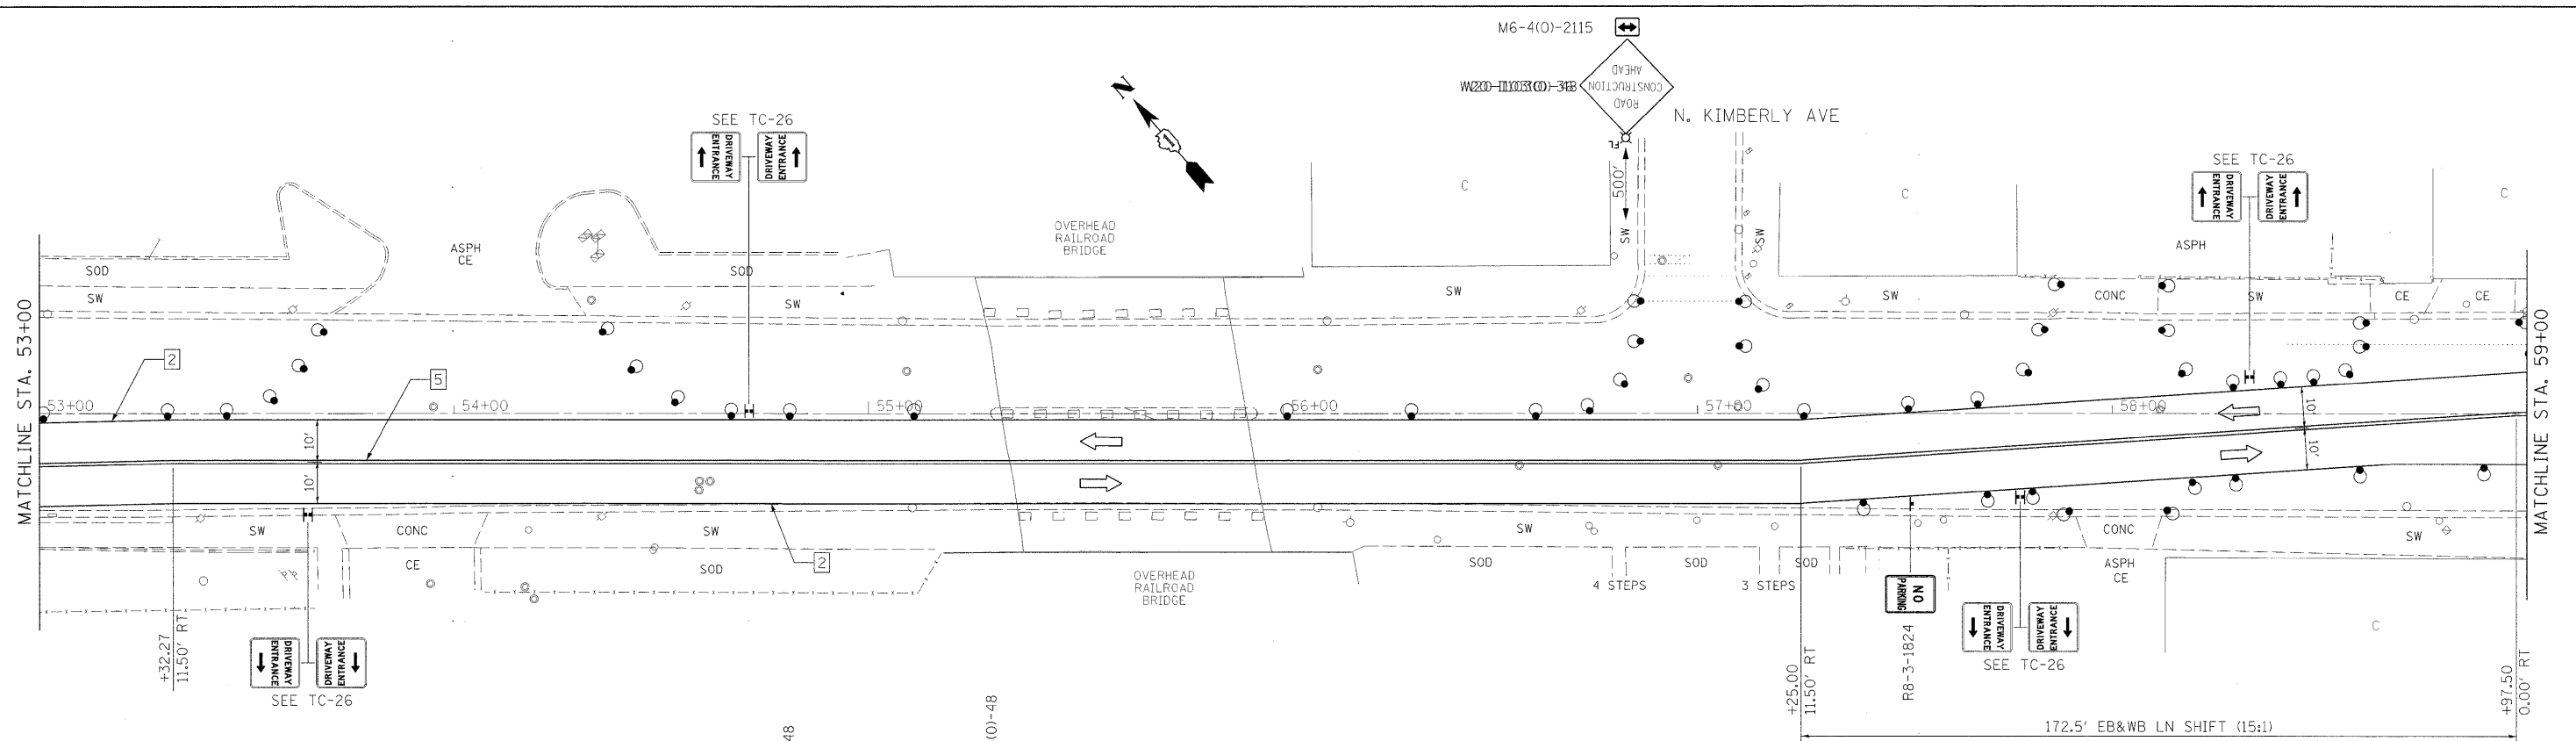 M6-4(O)-2115
ROAD
CONSTRUCTION
AHEAD
N. KIMBERLY AVE
FL
500'
N
SEE TC-26
DRIVEWAY
ENTRANCE
DRIVEWAY
ENTRANCE
SEE TC-26
DRIVEWAY
ENTRANCE
DRIVEWAY
ENTRANCE
C
C
C
OVERHEAD
RAILROAD
BRIDGE
ASPH
CE
ASPH
SOD
SOD
SW
SW
SW
SW
SW
SW
CONC
SW
CE
CE
MATCHLINE STA. 53+00
MATCHLINE STA. 59+00
2
5
53+00
54+00
55+00
56+00
57+00
58+00
10'
10'
10'
10'
SW
CONC
SW
SW
CONC
SW
CE
SOD
2
OVERHEAD
RAILROAD
BRIDGE
SOD
SOD
SOD
4 STEPS
3 STEPS
ASPH
CE
NO
PARKING
R8-3-1824
DRIVEWAY
ENTRANCE
DRIVEWAY
ENTRANCE
SEE TC-26
DRIVEWAY
ENTRANCE
DRIVEWAY
ENTRANCE
SEE TC-26
C
+32.27
11.50' RT
+25.00
11.50' RT
+97.50
0.00' RT
48
(O)-48
172.5' EB&WB LN SHIFT (15:1)